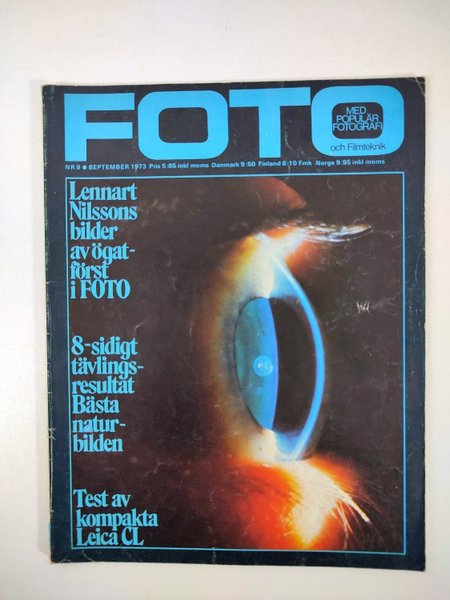 FOTO
MED
POPULÄR
FOTOGRAFI
och Filmteknik
NR 9 ● SEPTEMBER 1973 Pris 5:85 inkl moms Danmark 9:50 Finland 6:10 Fmk Norge 9:95 inkl moms
Lennart
Nilssons
bilder
av ögat-
först
i FOTO
8-sidigt
tävlings-
resultat
Bästa
natur-
bilden
Test av
kompakta
Leica CL